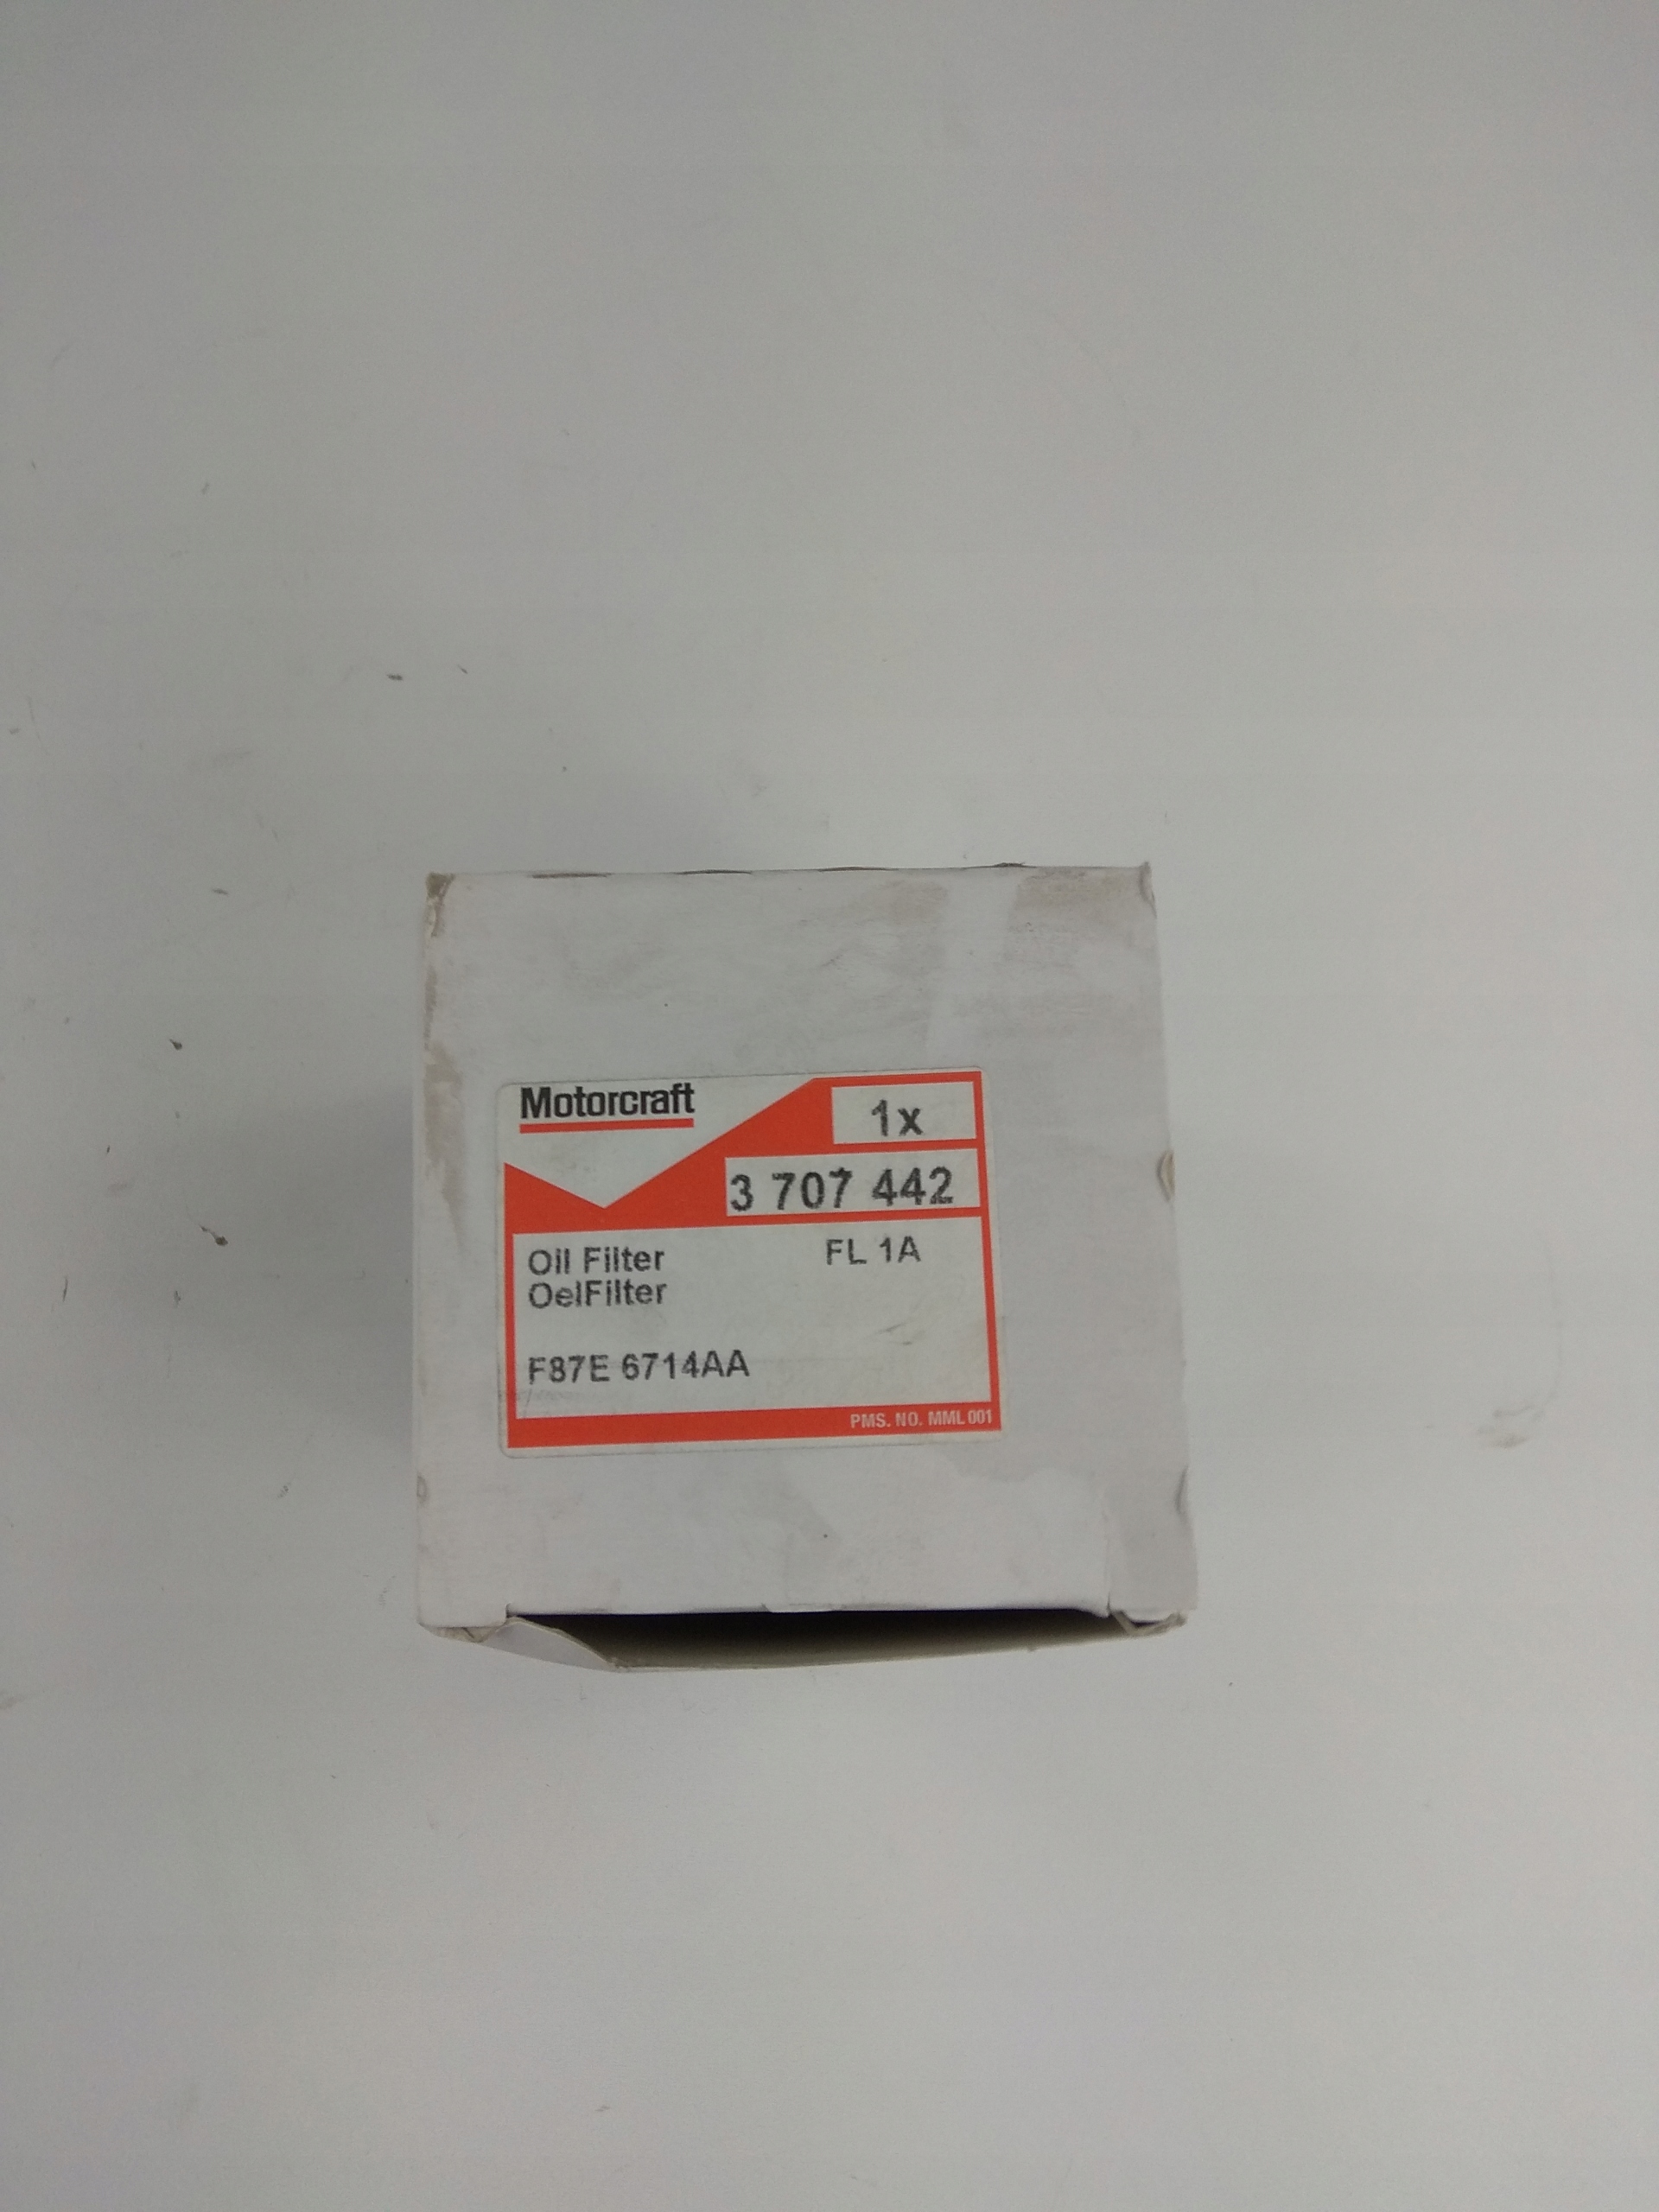 Motorcraft
1x
3 707 442
Oil Filter FL 1A
OelFilter
F87E 6714AA
PMS. NO. MML 001